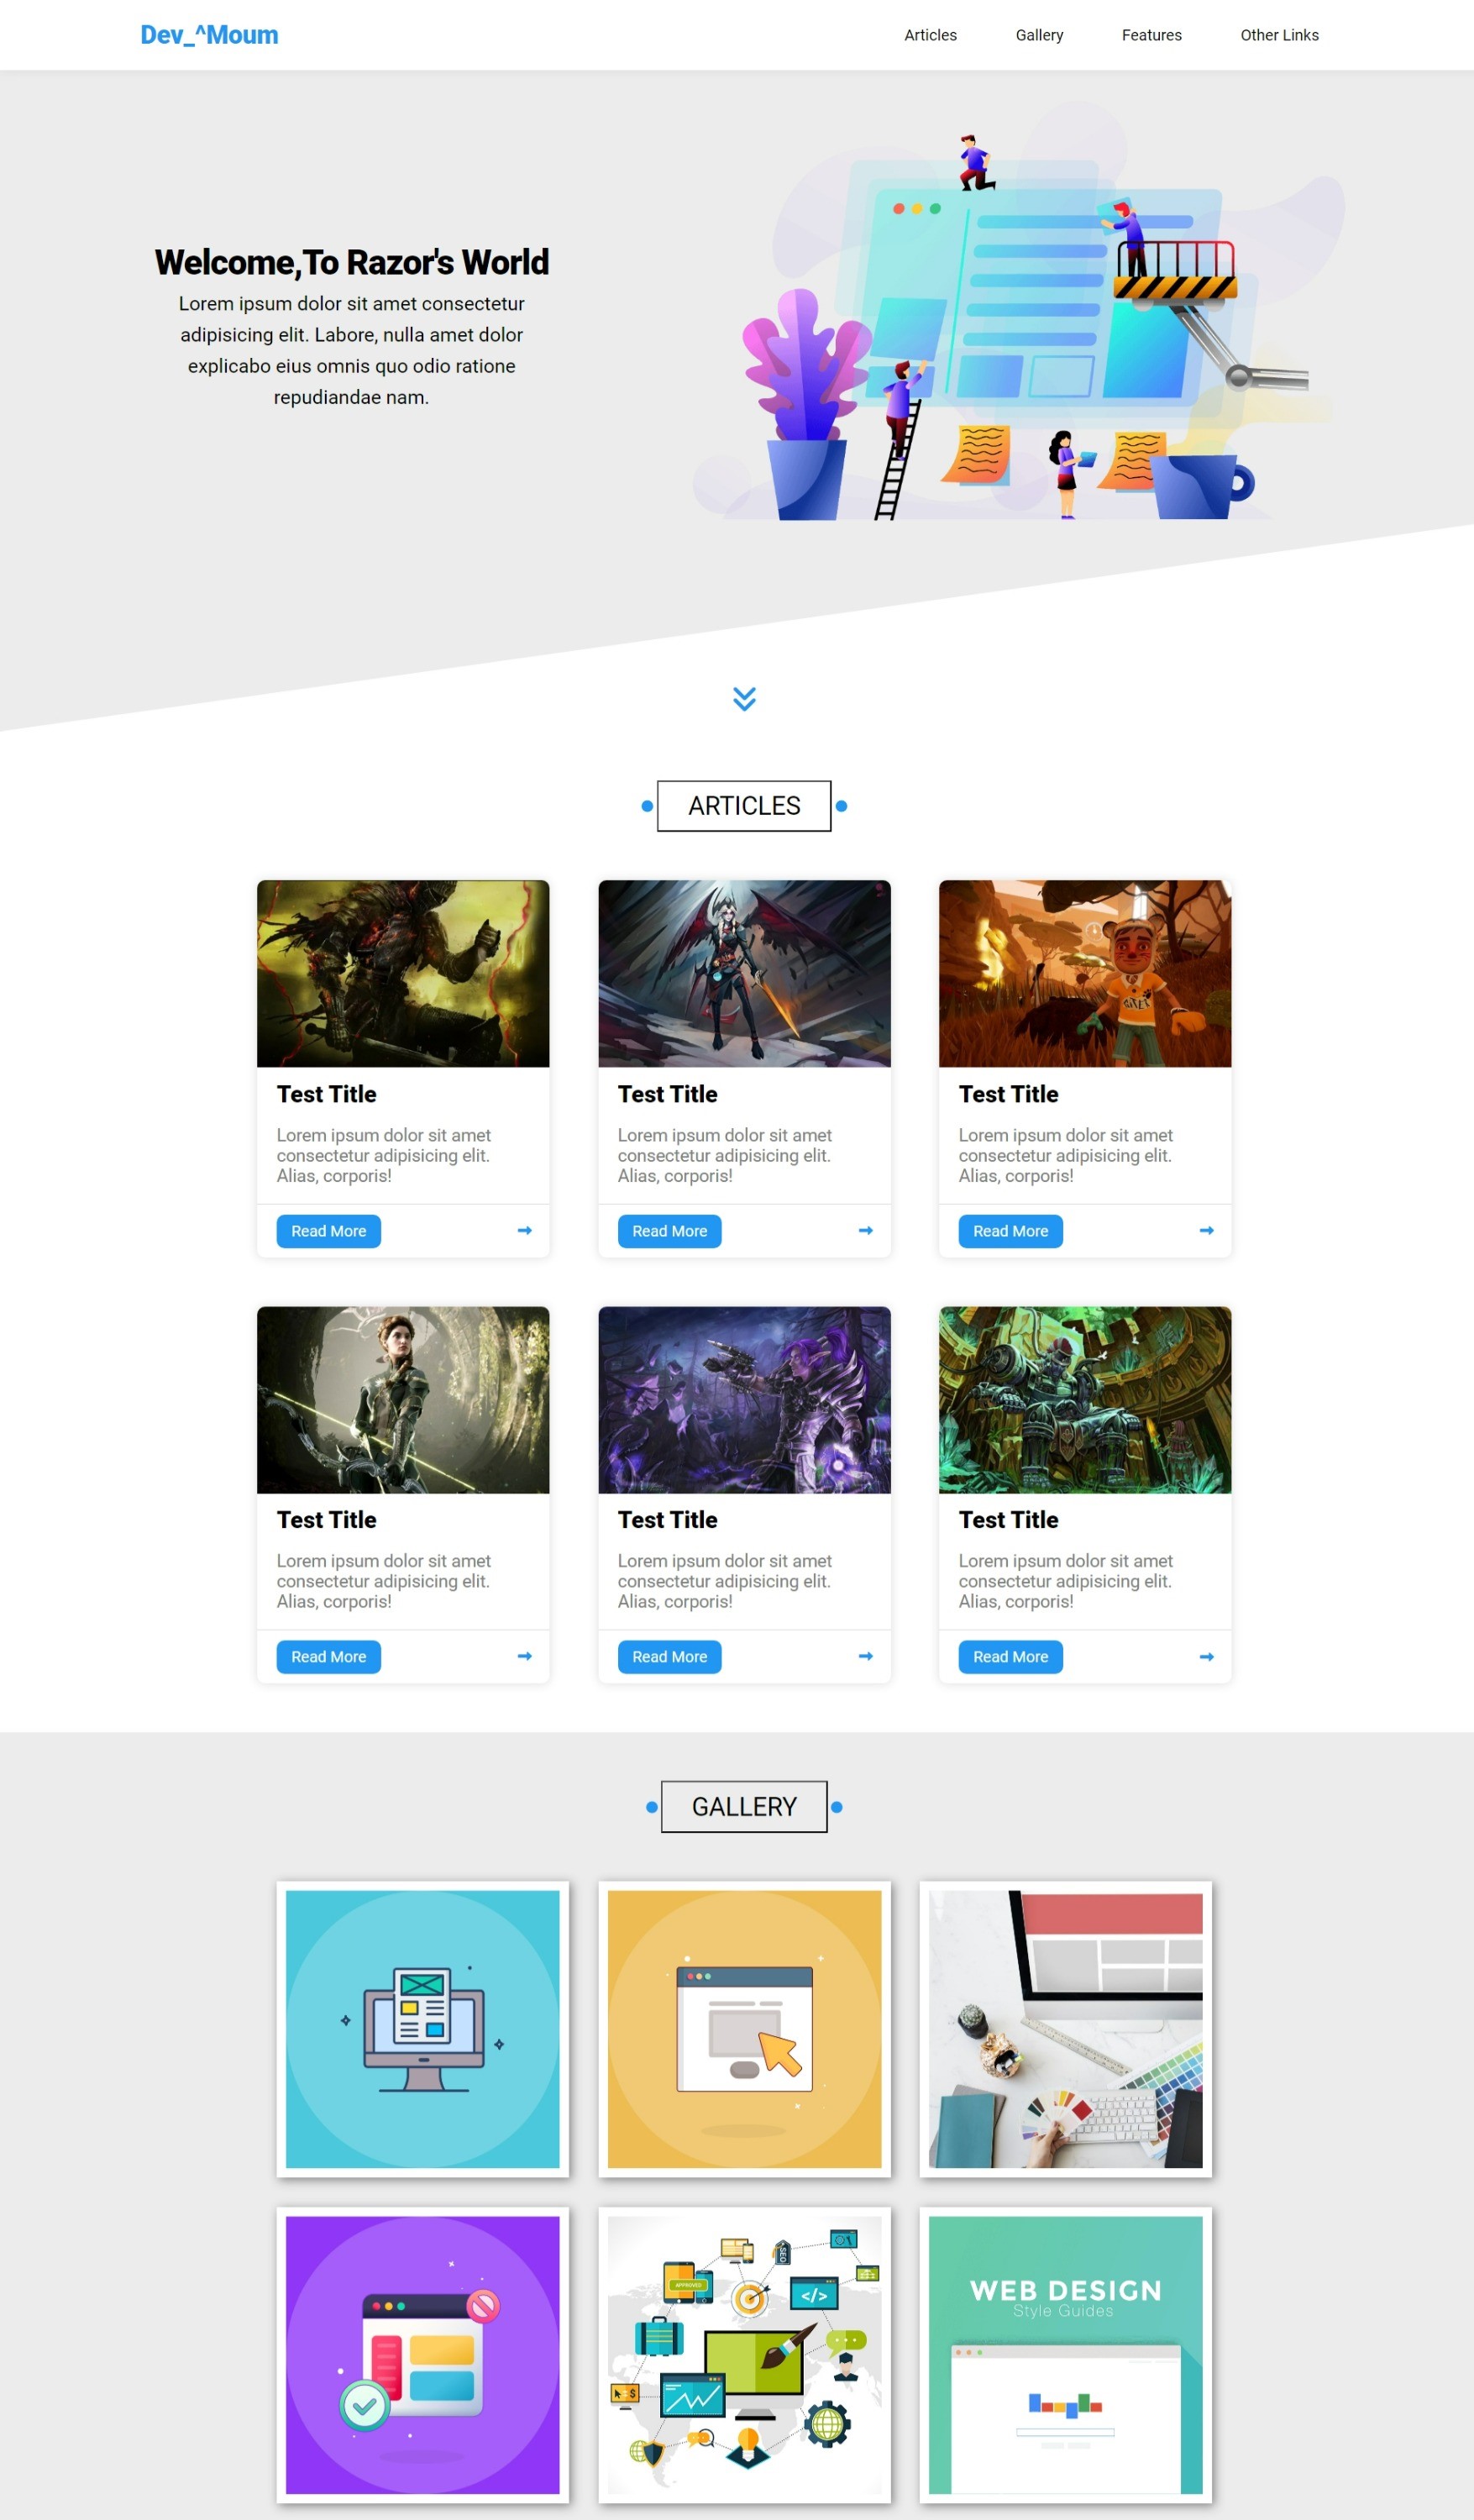 Dev_^Moum
Articles
Gallery
Features
Other Links
Welcome,To Razor's World
Lorem ipsum dolor sit amet consectetur
adipisicing elit. Labore, nulla amet dolor
explicabo eius omnis quo odio ratione
repudiandae nam.
ARTICLES
Test Title
Lorem ipsum dolor sit amet
consectetur adipisicing elit.
Alias, corporis!
Read More
Test Title
Lorem ipsum dolor sit amet
consectetur adipisicing elit.
Alias, corporis!
Read More
Test Title
Lorem ipsum dolor sit amet
consectetur adipisicing elit.
Alias, corporis!
Read More
Test Title
Lorem ipsum dolor sit amet
consectetur adipisicing elit.
Alias, corporis!
Read More
Test Title
Lorem ipsum dolor sit amet
consectetur adipisicing elit.
Alias, corporis!
Read More
Test Title
Lorem ipsum dolor sit amet
consectetur adipisicing elit.
Alias, corporis!
Read More
GALLERY
SEO
APPROVED
</>
$
WEB DESIGN
Style Guides